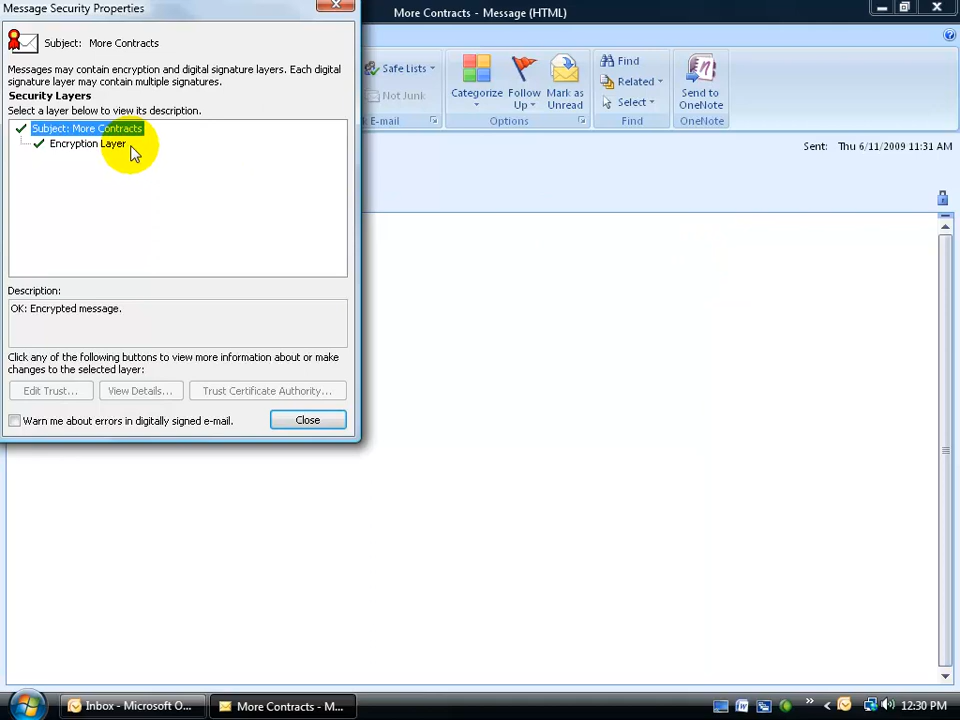 Message Security Properties
Subject: More Contracts
Messages may contain encryption and digital signature layers. Each digital
signature layer may contain multiple signatures.
Security Layers
Select a layer below to view its description.
Subject: More Contracts
Encryption Layer
Description:
OK: Encrypted message.
Click any of the following buttons to view more information about or make
changes to the selected layer:
Edit Trust... View Details... Trust Certificate Authority...
Warn me about errors in digitally signed e-mail. Close
More Contracts - Message (HTML)
Safe Lists
Not Junk
k E-mail
Categorize
Follow
Up
Mark as
Unread
Options
Find
Related
Select
Find
Send to
OneNote
OneNote
Sent: Thu 6/11/2009 11:31 AM
Inbox - Microsoft O... More Contracts - M... 12:30 PM